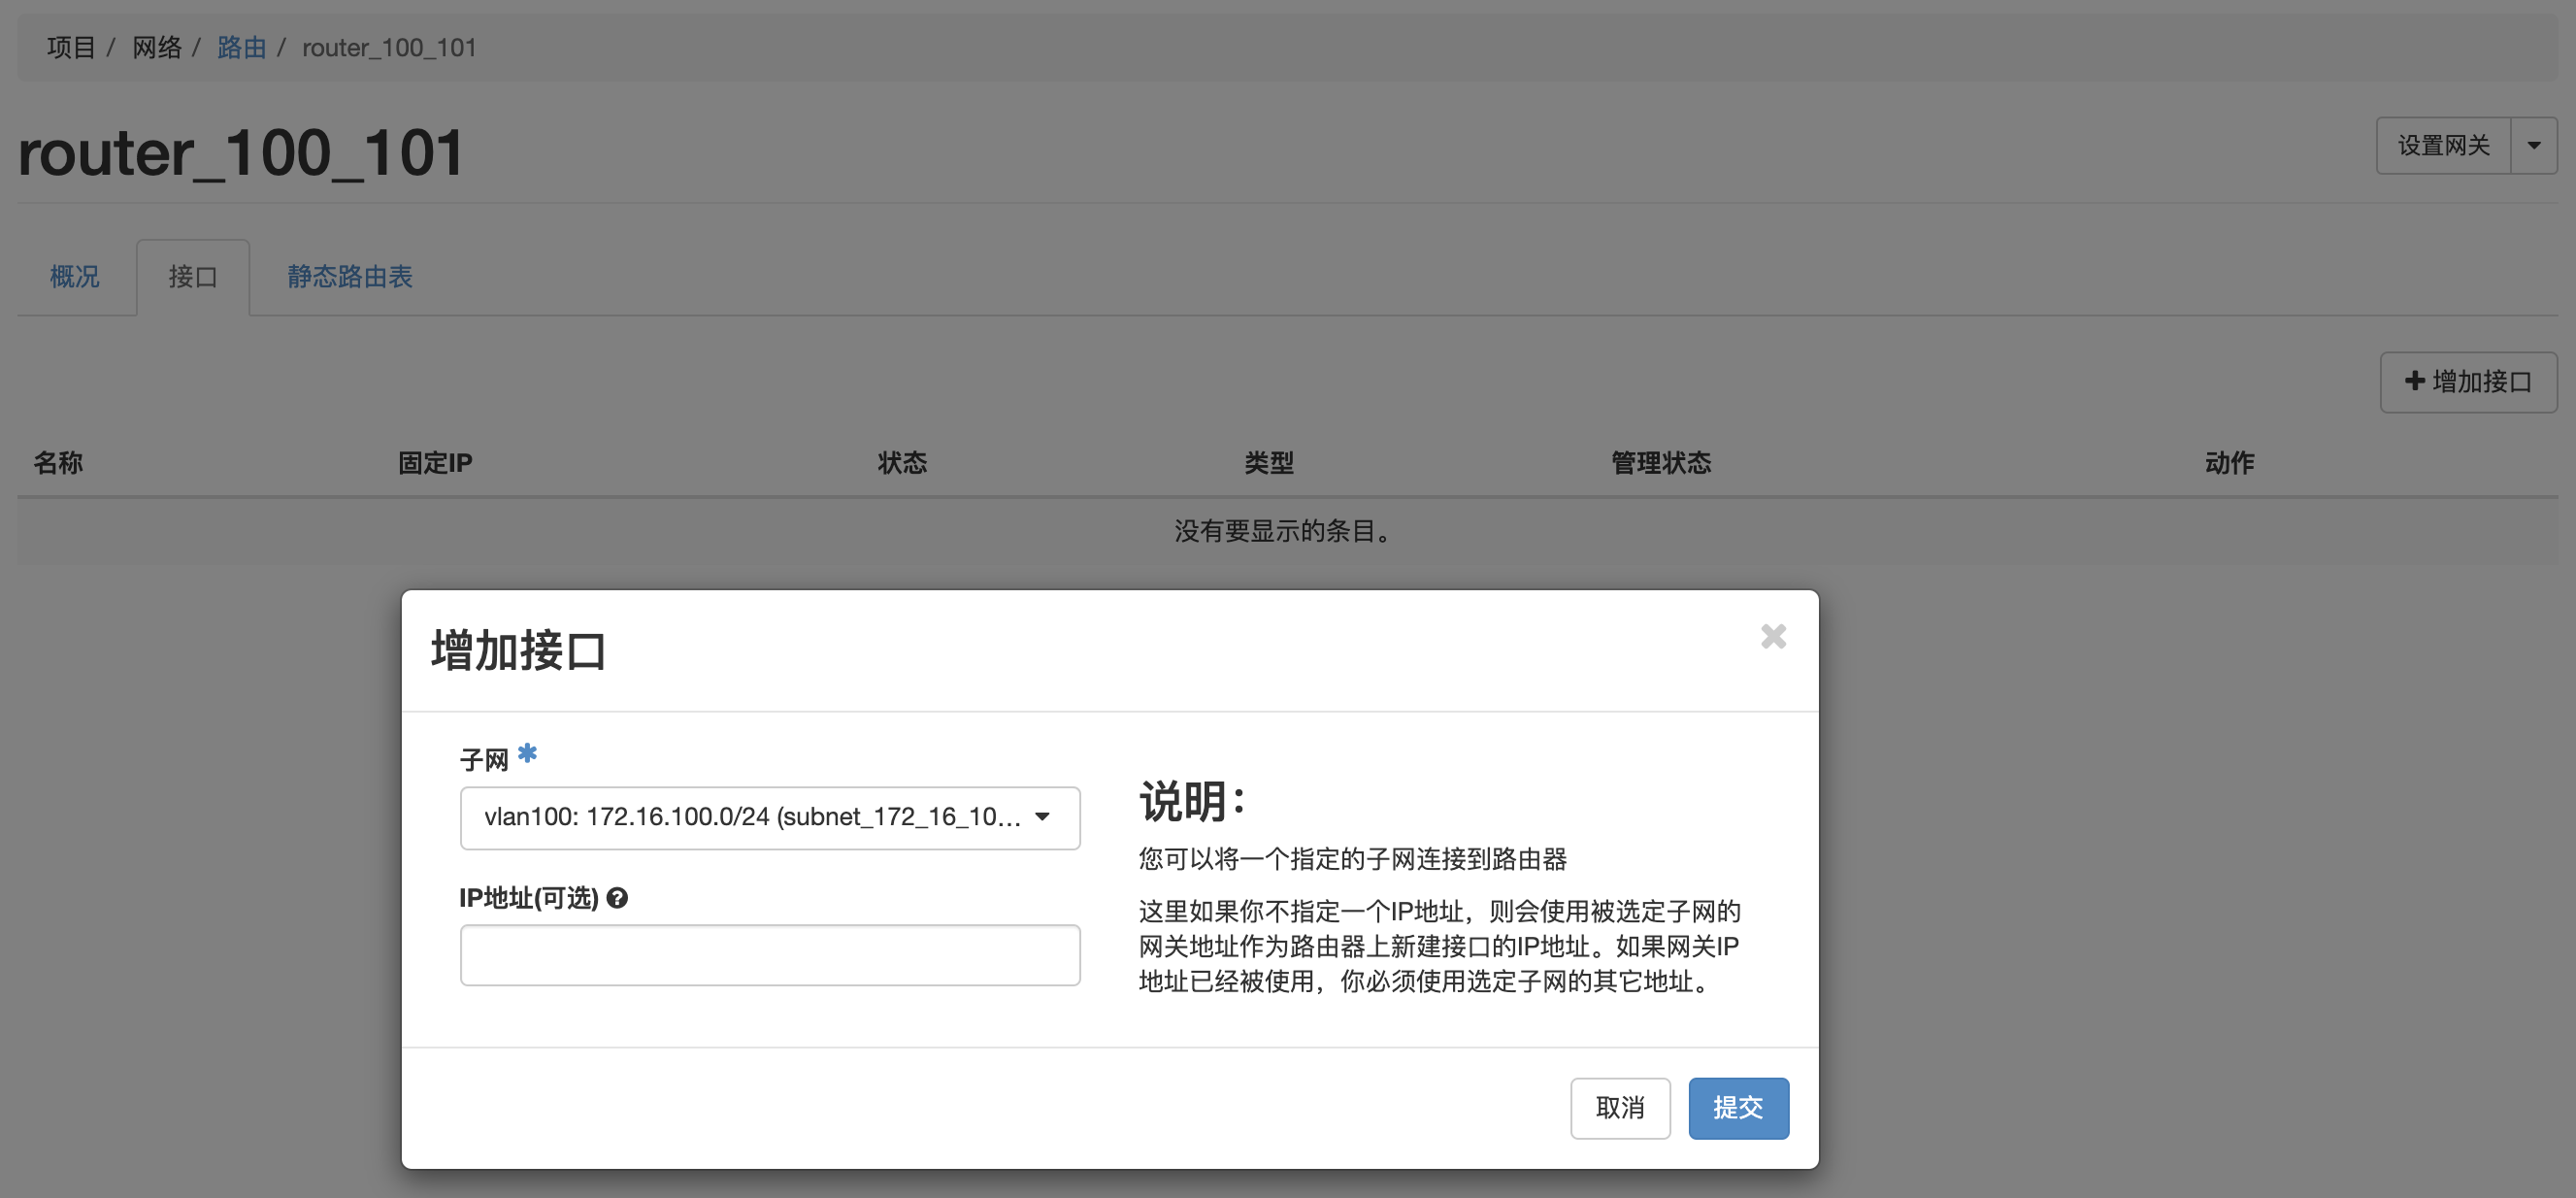 项目 / 网络 / 路由 / router_100_101
router_100_101
设置网关
概况 接口 静态路由表
增加接口
名称 固定IP 状态 类型 管理状态 动作
没有要显示的条目。
增加接口
子网
vlan100: 172.16.100.0/24 (subnet_172_16_10...
IP地址(可选)
说明：
您可以将一个指定的子网连接到路由器
这里如果你不指定一个IP地址，则会使用被选定子网的
网关地址作为路由器上新建接口的IP地址。如果网关IP
地址已经被使用，你必须使用选定子网的其它地址。
取消 提交